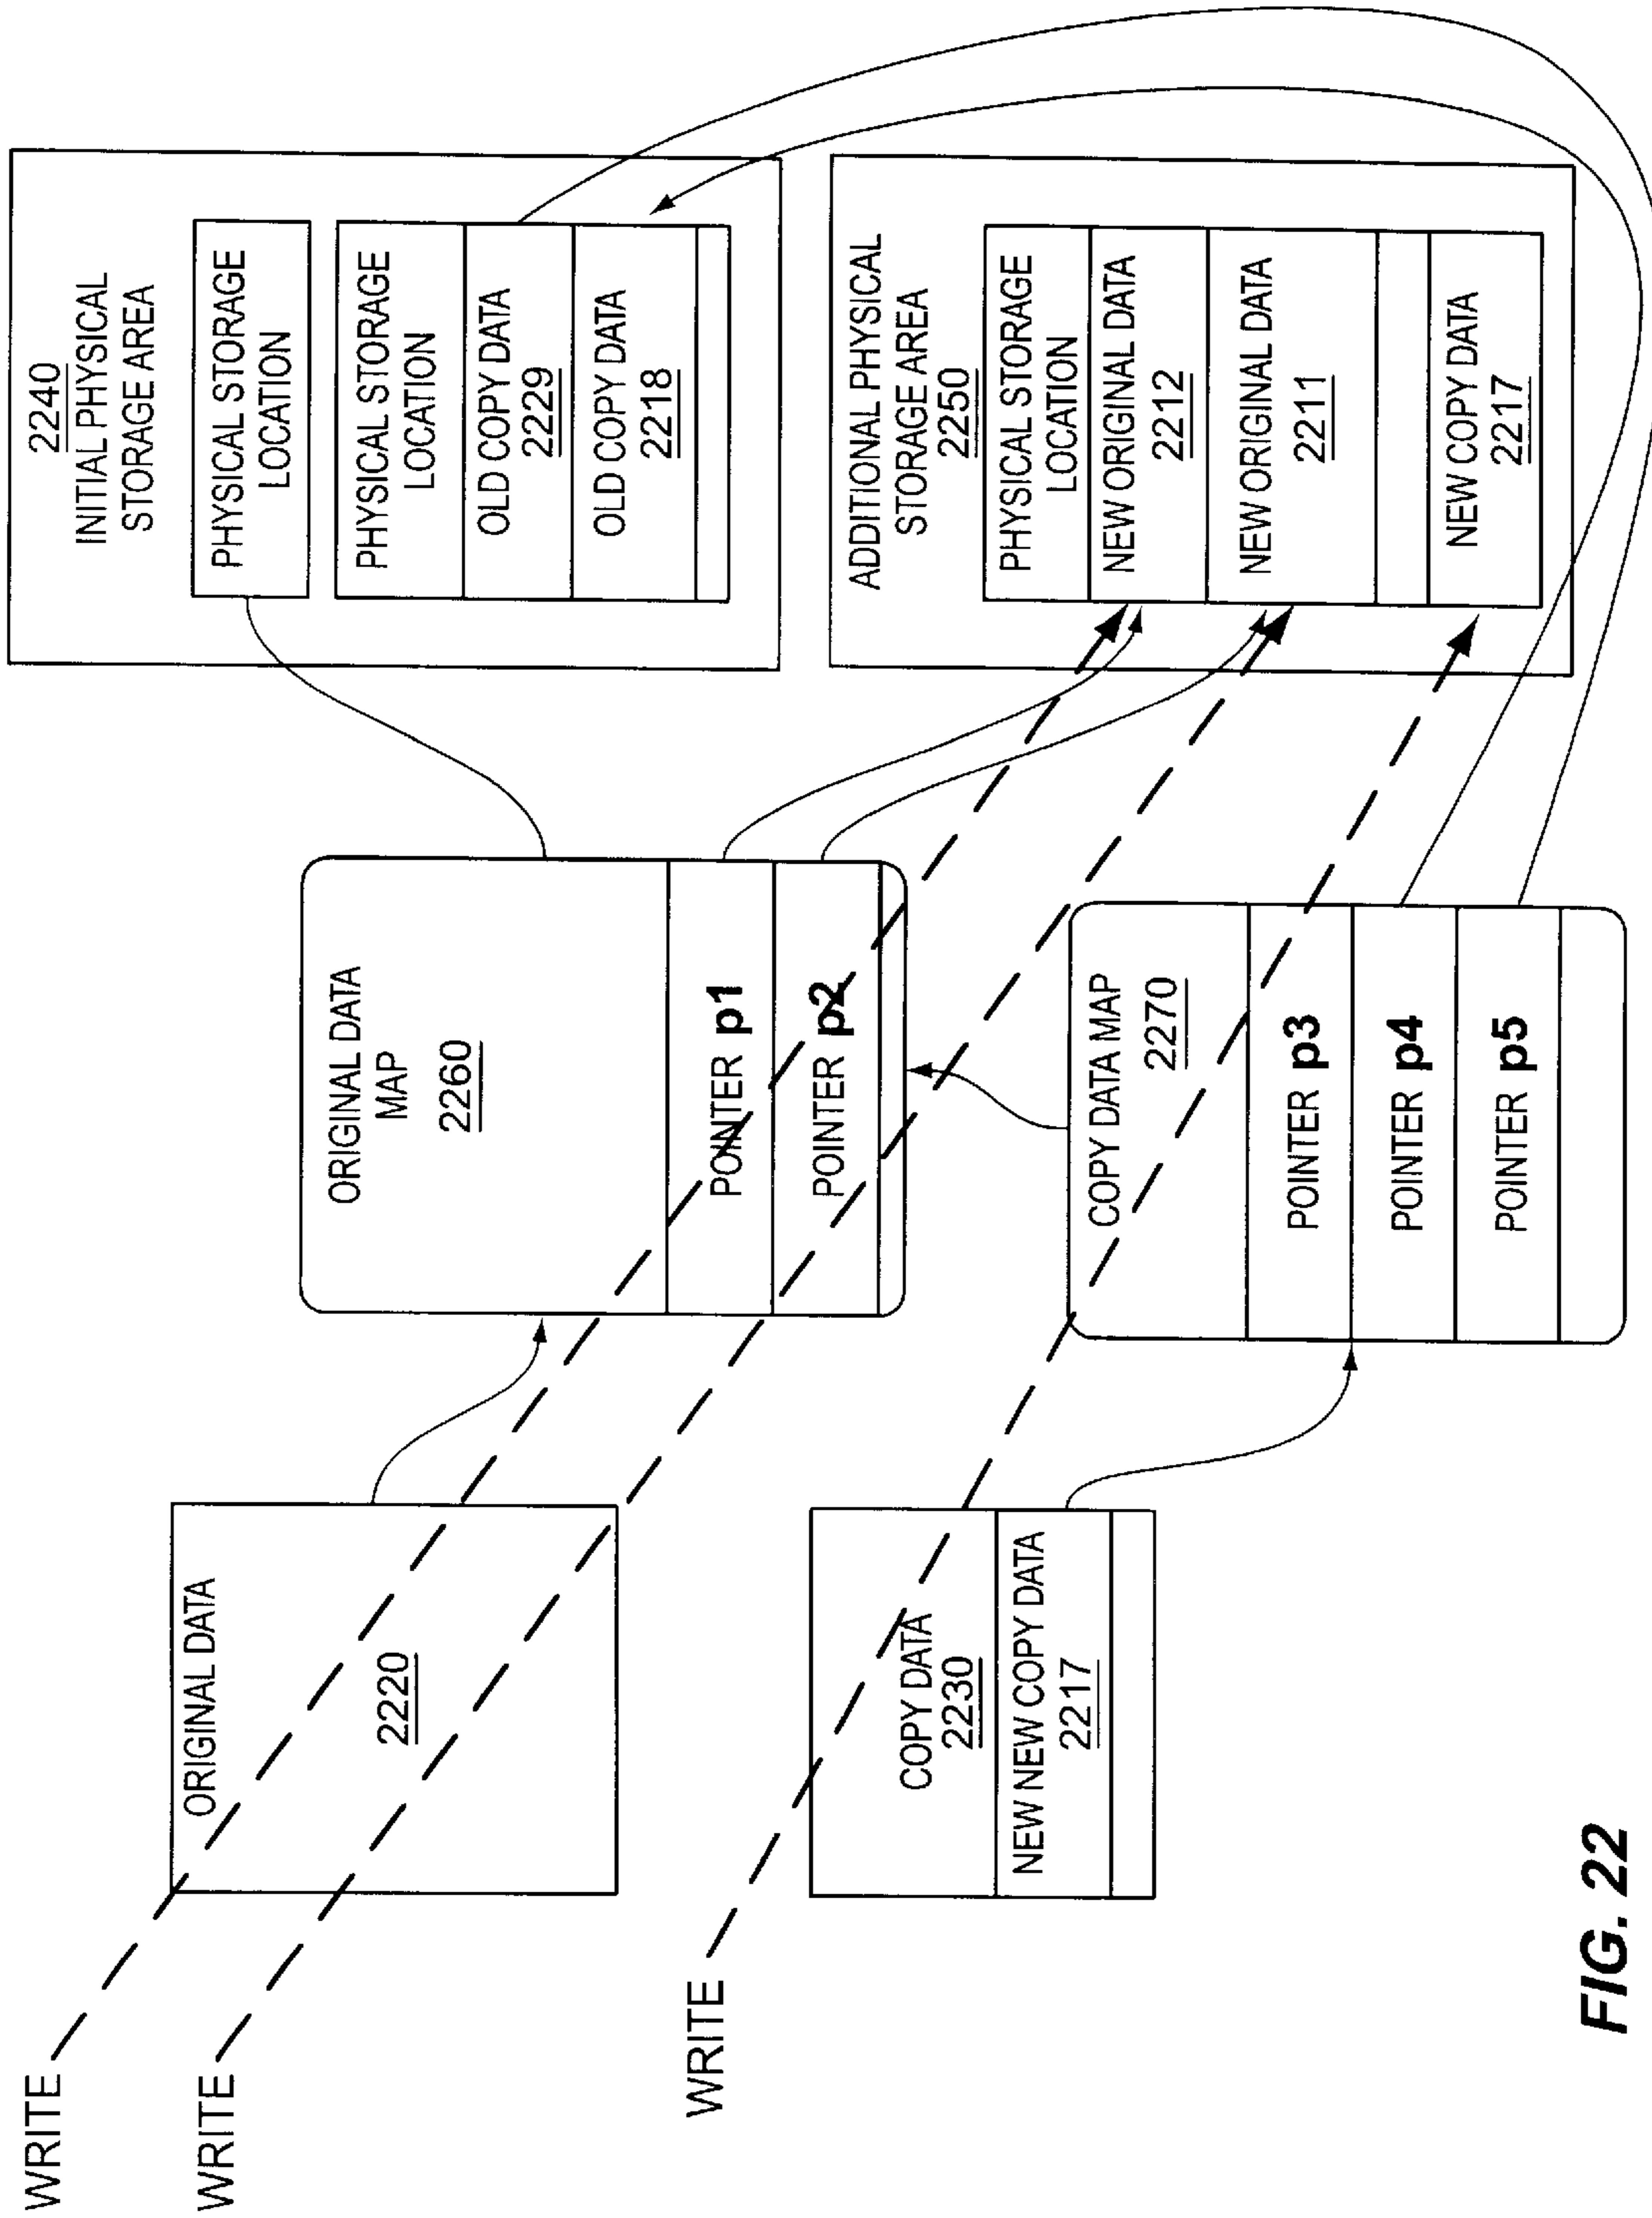 WRITE
WRITE
WRITE
ORIGINAL DATA
2220
COPY DATA
2230
NEW NEW COPY DATA
2217
ORIGINAL DATA
MAP
2260
POINTER p1
POINTER p2
COPY DATA MAP
2270
POINTER p3
POINTER p4
POINTER p5
2240
INITIAL PHYSICAL
STORAGE AREA
PHYSICAL STORAGE
LOCATION
PHYSICAL STORAGE
LOCATION
OLD COPY DATA
2229
OLD COPY DATA
2218
ADDITIONAL PHYSICAL
STORAGE AREA
2250
PHYSICAL STORAGE
LOCATION
NEW ORIGINAL DATA
2212
NEW ORIGINAL DATA
2211
NEW COPY DATA
2217
FIG. 22